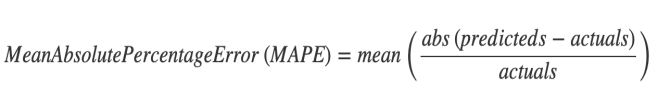 MeanAbsolutePercentageError (MAPE) = mean ( abs (predicteds − actuals) / actuals )